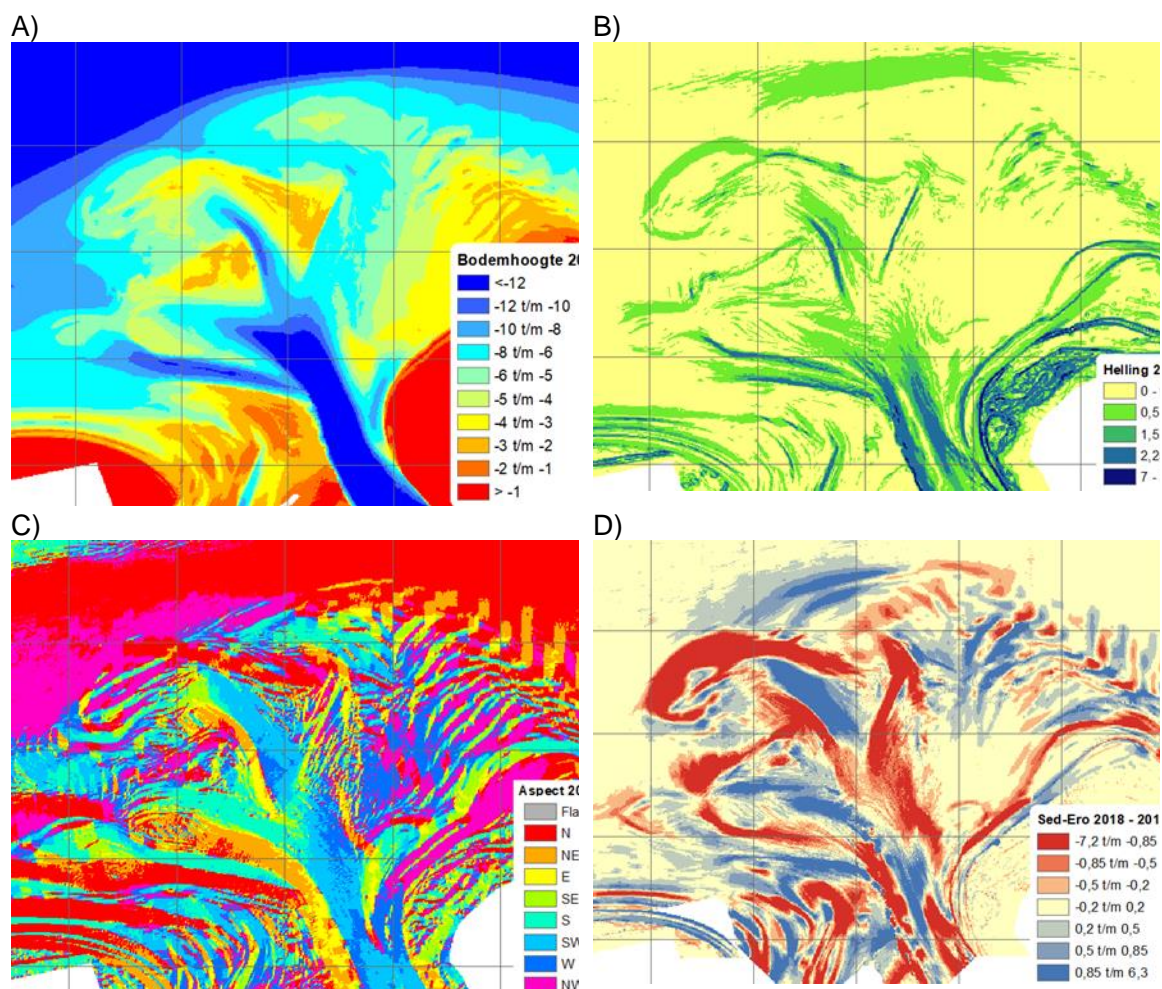 A)
B)
Bodemhoogte 20
<-12
-12 t/m -10
-10 t/m -8
-8 t/m -6
-6 t/m -5
-5 t/m -4
-4 t/m -3
-3 t/m -2
-2 t/m -1
> -1
Helling 2
0 -
0,5
1,5
2,2
7 -
C)
D)
Aspect 20
Fla
N
NE
E
SE
S
SW
W
NW
Sed-Ero 2018 - 201
-7,2 t/m -0,85
-0,85 t/m -0,5
-0,5 t/m -0,2
-0,2 t/m 0,2
0,2 t/m 0,5
0,5 t/m 0,85
0,85 t/m 6,3